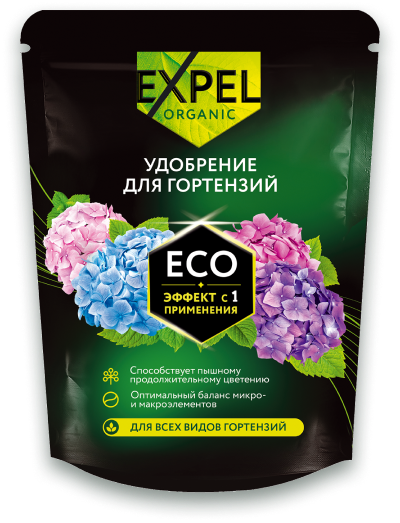 EXPEL
ORGANIC
УДОБРЕНИЕ
ДЛЯ ГОРТЕНЗИЙ
ECO
ЭФФЕКТ с 1
ПРИМЕНЕНИЯ
Способствует пышному
продолжительному цветению
Оптимальный баланс микро-
и макроэлементов
ДЛЯ ВСЕХ ВИДОВ ГОРТЕНЗИЙ